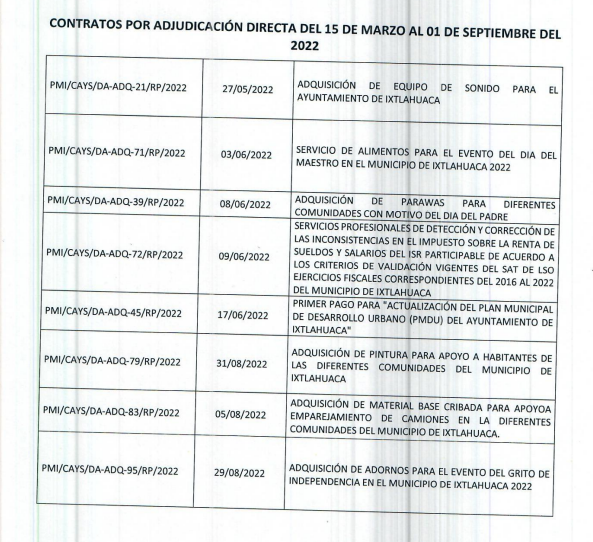 CONTRATOS POR ADJUDICACIÓN DIRECTA DEL 15 DE MARZO AL 01 DE SEPTIEMBRE DEL
2022
PMI/CAYS/DA-ADQ-21/RP/2022
27/05/2022
ADQUISICIÓN DE EQUIPO DE SONIDO PARA EL
AYUNTAMIENTO DE IXTLAHUACA
PMI/CAYS/DA-ADQ-71/RP/2022
03/06/2022
SERVICIO DE ALIMENTOS PARA EL EVENTO DEL DIA DEL
MAESTRO EN EL MUNICIPIO DE IXTLAHUACA 2022
PMI/CAYS/DA-ADQ-39/RP/2022
08/06/2022
ADQUISICIÓN DE PARAWAS PARA DIFERENTES
COMUNIDADES CON MOTIVO DEL DIA DEL PADRE
PMI/CAYS/DA-ADQ-72/RP/2022
09/06/2022
SERVICIOS PROFESIONALES DE DETECCIÓN Y CORRECCIÓN DE
LAS INCONSISTENCIAS EN EL IMPUESTO SOBRE LA RENTA DE
SUELDOS Y SALARIOS DEL ISR PARTICIPABLE DE ACUERDO A
LOS CRITERIOS DE VALIDACIÓN VIGENTES DEL SAT DE LSO
EJERCICIOS FISCALES CORRESPONDIENTES DEL 2016 AL 2022
DEL MUNICIPIO DE IXTLAHUACA
PMI/CAYS/DA-ADQ-45/RP/2022
17/06/2022
PRIMER PAGO PARA "ACTUALIZACIÓN DEL PLAN MUNICIPAL
DE DESARROLLO URBANO (PMDU) DEL AYUNTAMIENTO DE
IXTLAHUACA"
PMI/CAYS/DA-ADQ-79/RP/2022
31/08/2022
ADQUISICIÓN DE PINTURA PARA APOYO A HABITANTES DE
LAS DIFERENTES COMUNIDADES DEL MUNICIPIO DE
IXTLAHUACA
PMI/CAYS/DA-ADQ-83/RP/2022
05/08/2022
ADQUISICIÓN DE MATERIAL BASE CRIBADA PARA APOYOA
EMPAREJAMIENTO DE CAMIONES EN LA DIFERENTES
COMUNIDADES DEL MUNICIPIO DE IXTLAHUACA.
PMI/CAYS/DA-ADQ-95/RP/2022
29/08/2022
ADQUISICIÓN DE ADORNOS PARA EL EVENTO DEL GRITO DE
INDEPENDENCIA EN EL MUNICIPIO DE IXTLAHUACA 2022